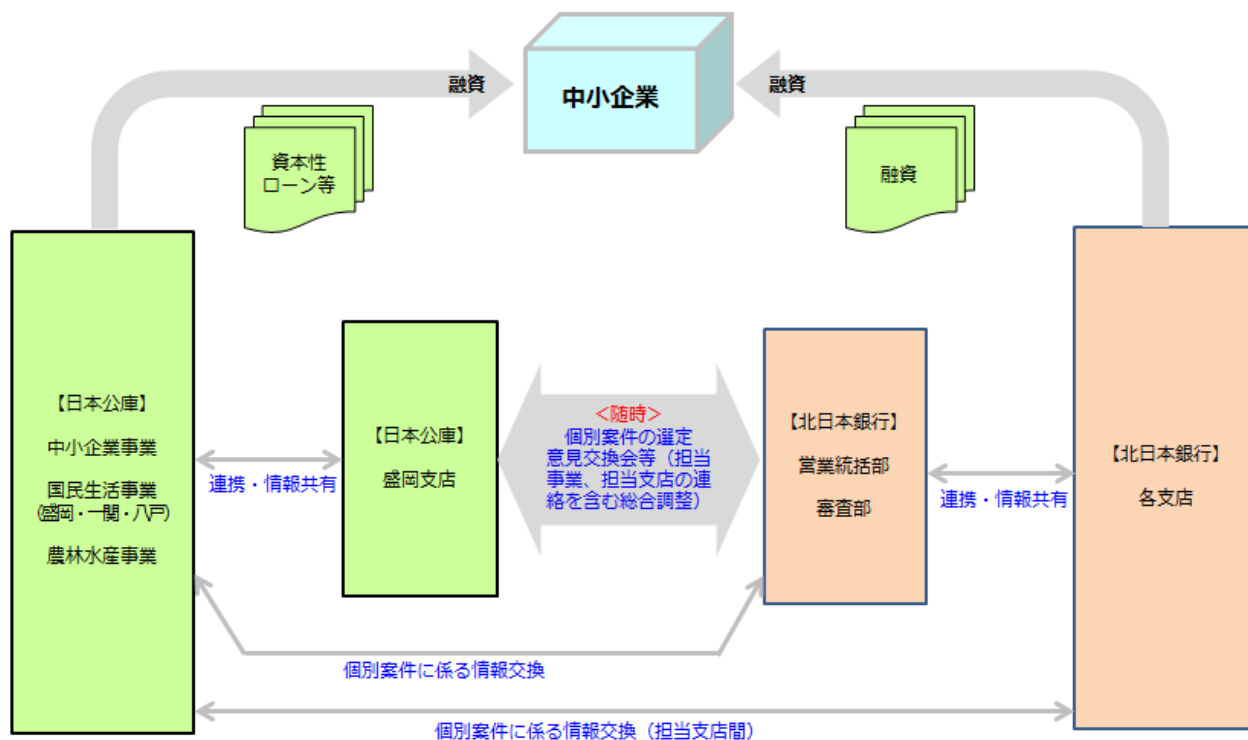 中小企業
融資
融資
資本性
ローン等
融資
【日本公庫】
中小企業事業
国民生活事業
(盛岡・一関・八戸)
農林水産事業
連携・情報共有
【日本公庫】
盛岡支店
＜随時＞
個別案件の選定
意見交換会等（担当
事業、担当支店の連
絡を含む総合調整）
【北日本銀行】
営業統括部
審査部
連携・情報共有
【北日本銀行】
各支店
個別案件に係る情報交換
個別案件に係る情報交換（担当支店間）